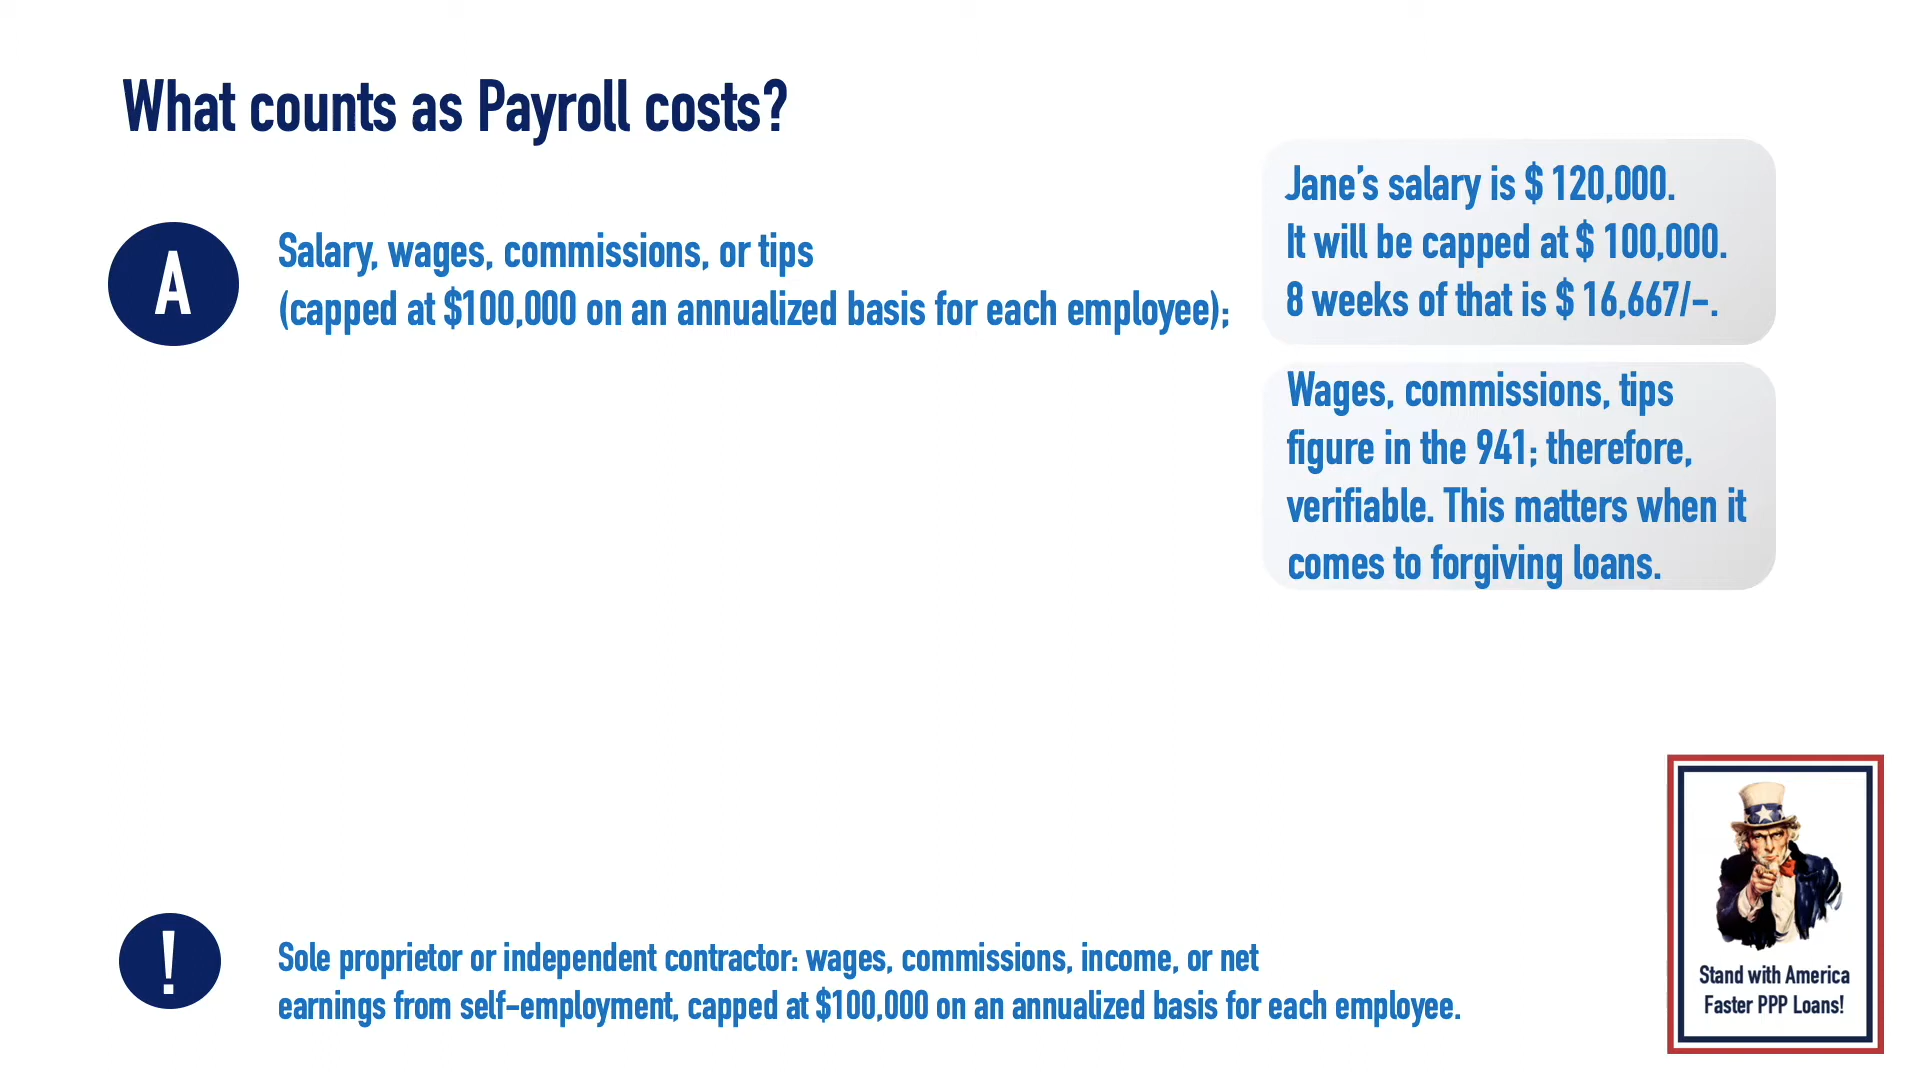 What counts as Payroll costs?
A
Salary, wages, commissions, or tips
(capped at $100,000 on an annualized basis for each employee);
Jane's salary is $ 120,000.
It will be capped at $ 100,000.
8 weeks of that is $ 16,667/-.
Wages, commissions, tips
figure in the 941; therefore,
verifiable. This matters when it
comes to forgiving loans.
!
Sole proprietor or independent contractor: wages, commissions, income, or net
earnings from self-employment, capped at $100,000 on an annualized basis for each employee.
Stand with America
Faster PPP Loans!